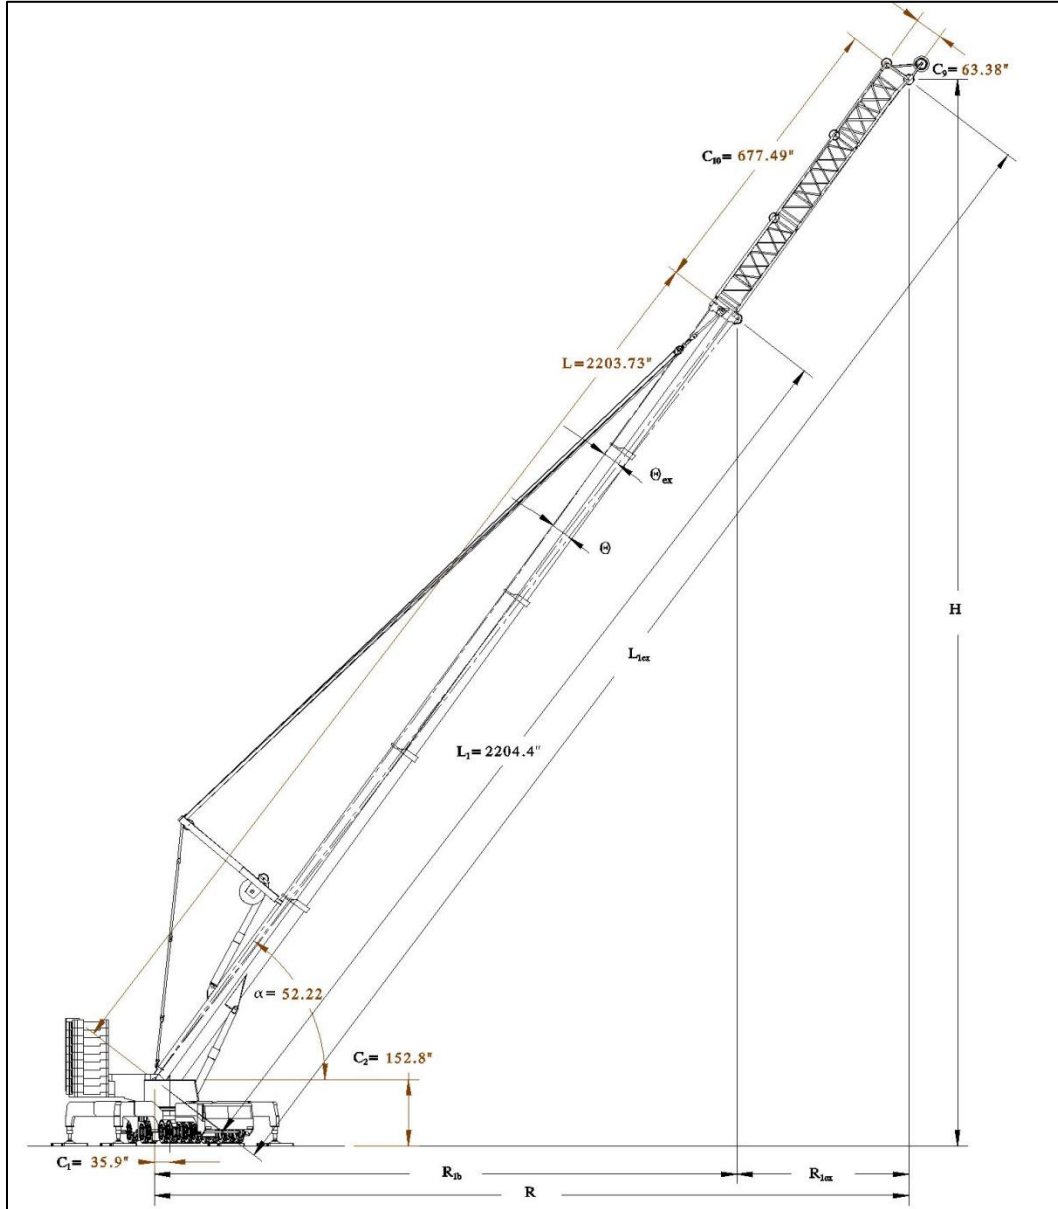 C₉= 63.38"
C₁₀= 677.49"
L=2203.73"
Θₑₓ
Θ
H
L₁ₑₓ
L₁=2204.4"
α= 52.22
C₂= 152.8"
C₁= 35.9"
R₁b
R₁ₑₓ
R